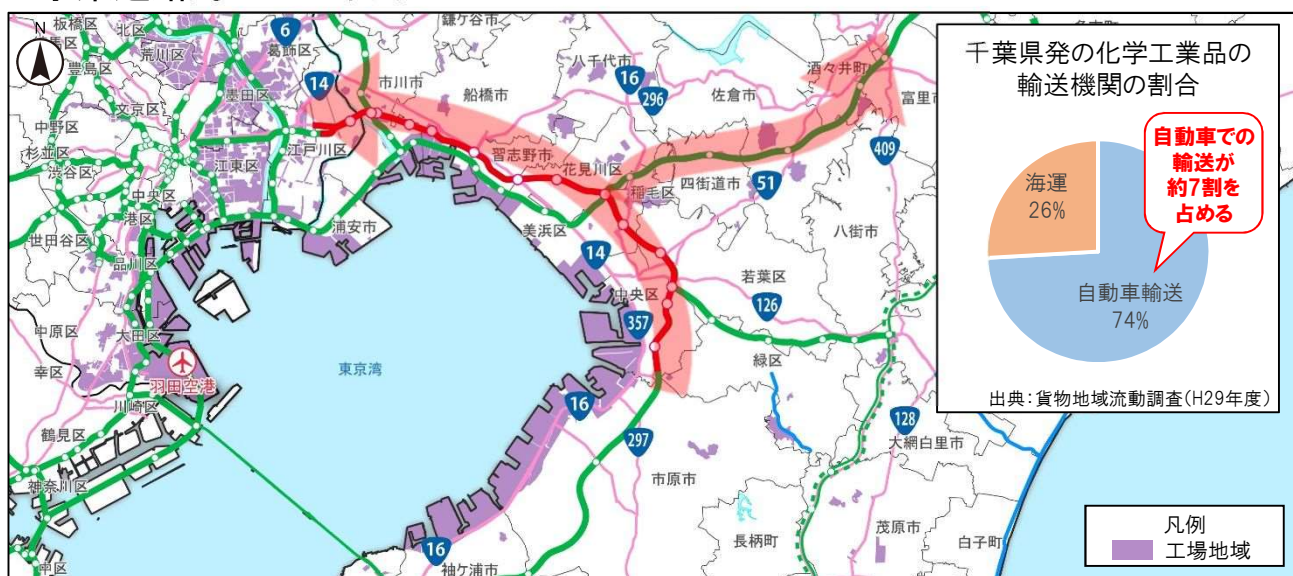 N
6
14
16
296
409
51
14
126
357
16
297
128
16
板橋区
北区
豊島区
荒川区
葛飾区
文京区
墨田区
中野区
杉並区
渋谷区
江東区
江戸川区
中央区
港区
世田谷区
品川区
大田区
羽田空港
中原区
幸区
川崎区
鶴見区
神奈川区
中区
浦安市
市川市
船橋市
鎌ケ谷市
八千代市
習志野市
花見川区
美浜区
稲毛区
四街道市
佐倉市
酒々井町
富里市
八街市
若葉区
中央区
緑区
東京湾
市原市
袖ケ浦市
長柄町
茂原市
白子町
大網白里市
千葉県発の化学工業品の
輸送機関の割合
自動車での
輸送が
約7割を
占める
海運
26%
自動車輸送
74%
出典:貨物地域流動調査(H29年度)
凡例
工場地域